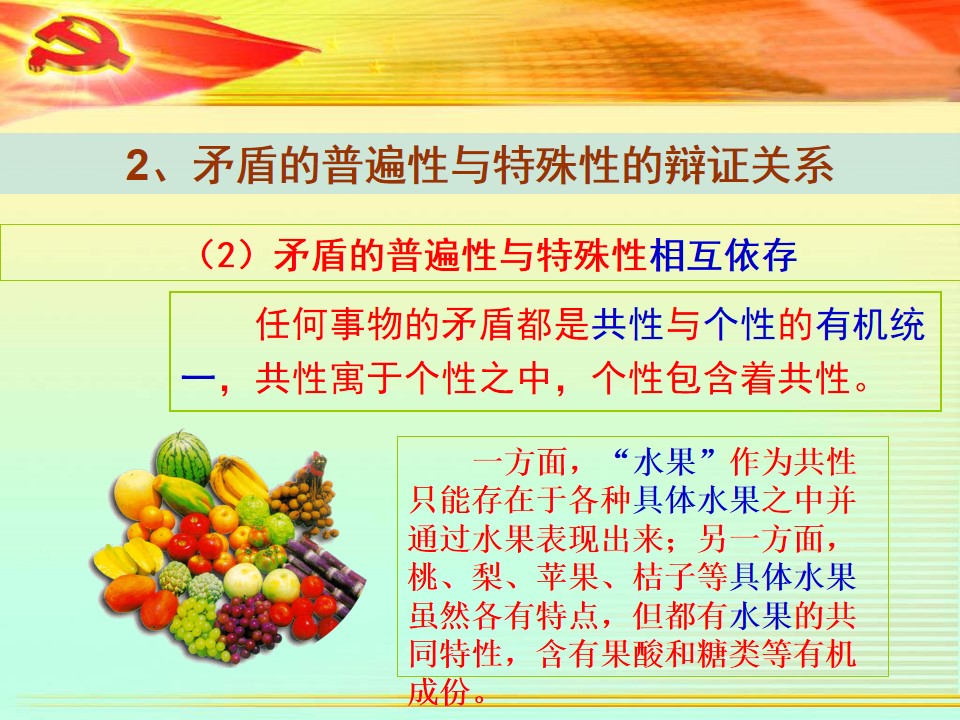 2、矛盾的普遍性与特殊性的辩证关系
（2）矛盾的普遍性与特殊性相互依存
任何事物的矛盾都是共性与个性的有机统
一，共性寓于个性之中，个性包含着共性。
一方面，“水果”作为共性
只能存在于各种具体水果之中并
通过水果表现出来；另一方面，
桃、梨、苹果、桔子等具体水果
虽然各有特点，但都有水果的共
同特性，含有果酸和糖类等有机
成份。